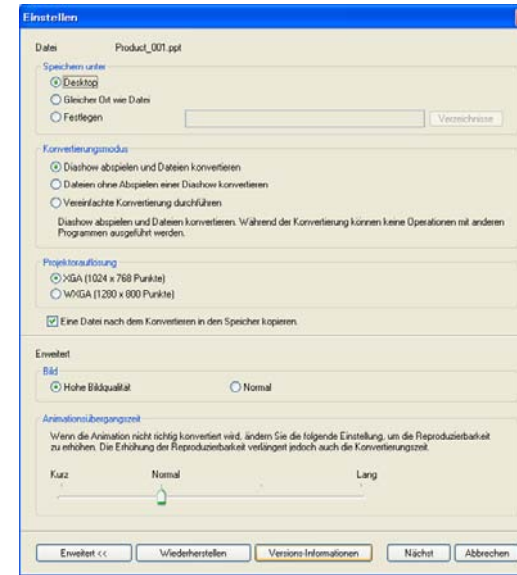 Einstellen
Datei Product_001.ppt
Speichern unter
Desktop
Gleicher Ort wie Datei
Festlegen Verzeichnisse
Konvertierungsmodus
Diashow abspielen und Dateien konvertieren
Dateien ohne Abspielen einer Diashow konvertieren
Vereinfachte Konvertierung durchführen
Diashow abspielen und Dateien konvertieren. Während der Konvertierung können keine Operationen mit anderen
Programmen ausgeführt werden.
Projektorauflösung
XGA (1024 x 768 Punkte)
WXGA (1280 x 800 Punkte)
Eine Datei nach dem Konvertieren in den Speicher kopieren.
Erweitert
Bild
Hohe Bildqualität Normal
Animationsübergangszeit
Wenn die Animation nicht richtig konvertiert wird, ändern Sie die folgende Einstellung, um die Reproduzierbarkeit
zu erhöhen. Die Erhöhung der Reproduzierbarkeit verlängert jedoch auch die Konvertierungszeit.
Kurz Normal Lang
Erweitert << Wiederherstellen Versions-Informationen Nächst Abbrechen